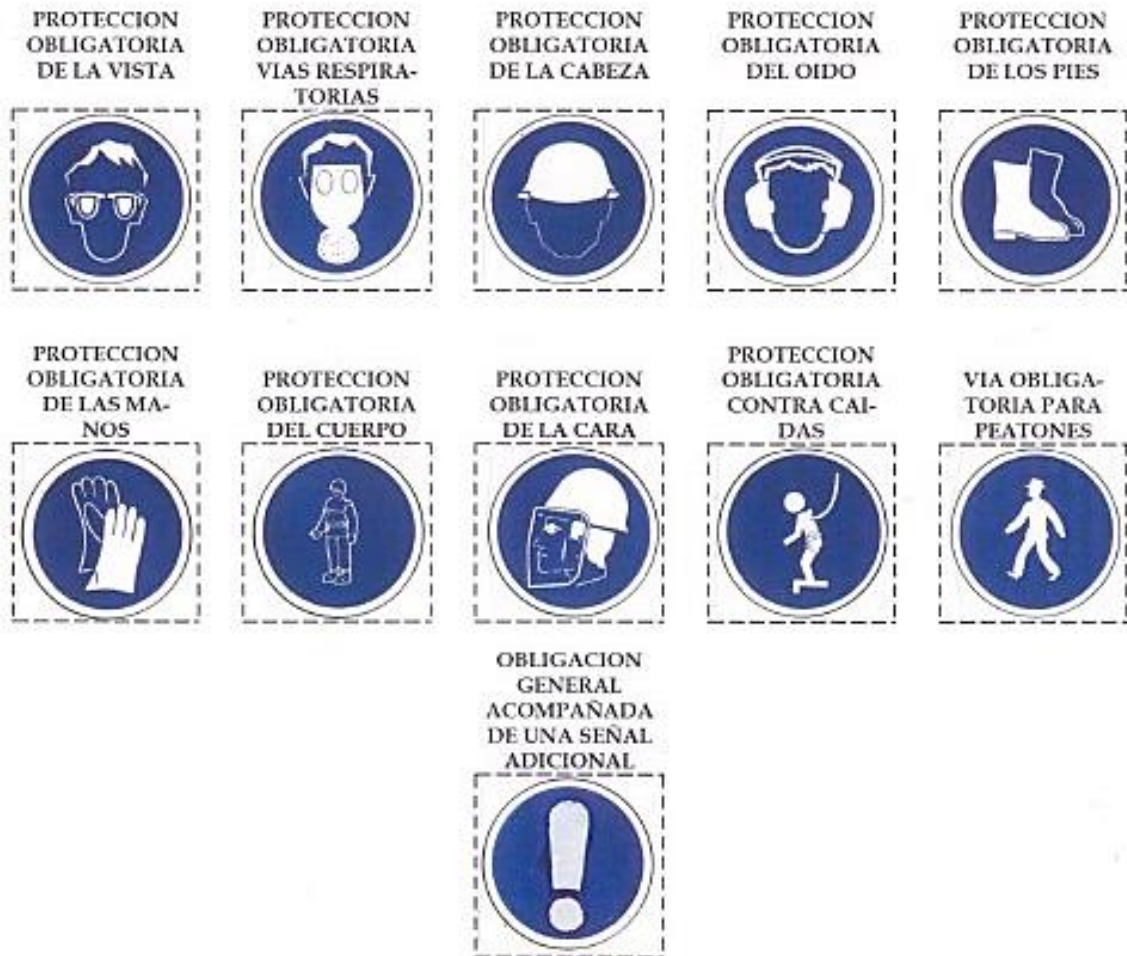 PROTECCION
OBLIGATORIA
DE LA VISTA
PROTECCION
OBLIGATORIA
VIAS RESPIRA-
TORIAS
PROTECCION
OBLIGATORIA
DE LA CABEZA
PROTECCION
OBLIGATORIA
DEL OIDO
PROTECCION
OBLIGATORIA
DE LOS PIES
PROTECCION
OBLIGATORIA
DE LAS MA-
NOS
PROTECCION
OBLIGATORIA
DEL CUERPO
PROTECCION
OBLIGATORIA
DE LA CARA
PROTECCION
OBLIGATORIA
CONTRA CAI-
DAS
VIA OBLIGA-
TORIA PARA
PEATONES
OBLIGACION
GENERAL
ACOMPAÑADA
DE UNA SEÑAL
ADICIONAL